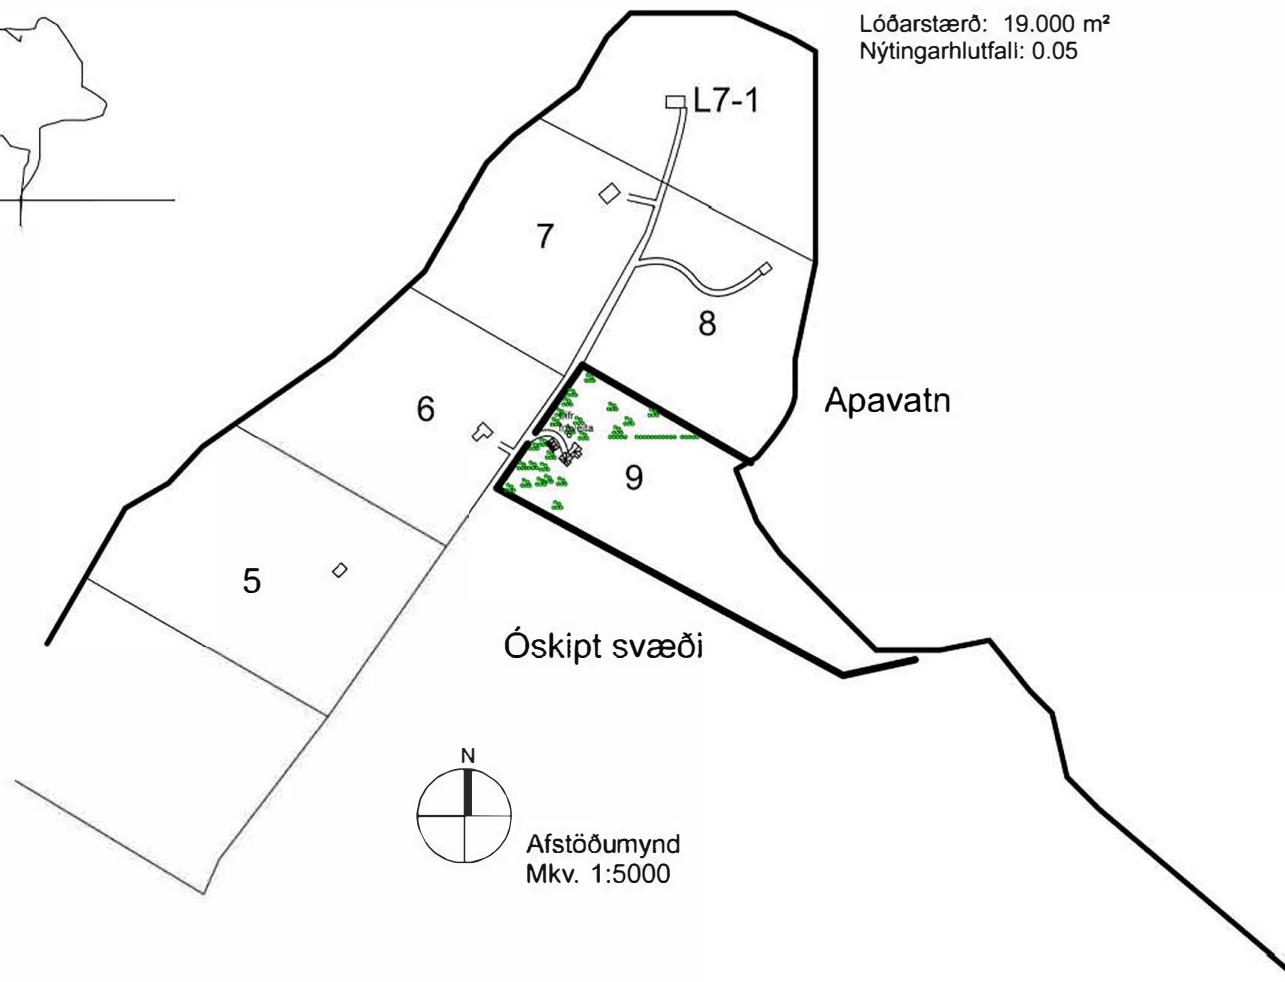 Lóðarstærð: 19.000 m²
Nýtingarhlutfall: 0.05
L7-1
7
8
6
Apavatn
9
5
Óskipt svæði
N
Afstöðumynd
Mkv. 1:5000